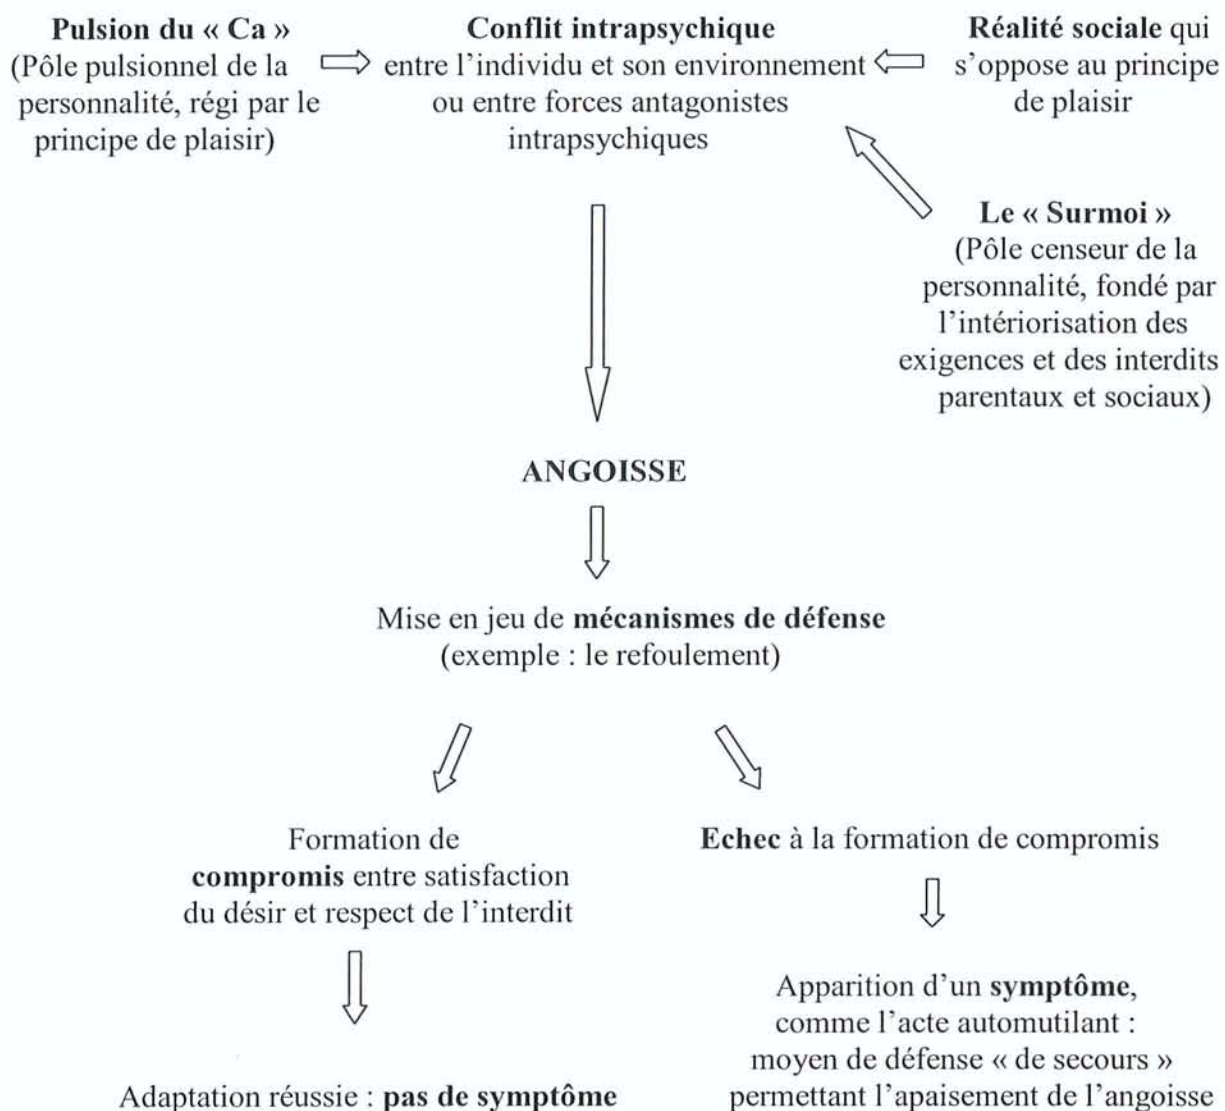 Pulsion du « Ca »
(Pôle pulsionnel de la
personnalité, régi par le
principe de plaisir)
Conflit intrapsychique
entre l'individu et son environnement
ou entre forces antagonistes
intrapsychiques
Réalité sociale qui
s'oppose au principe
de plaisir
Le « Surmoi »
(Pôle censeur de la
personnalité, fondé par
l'intériorisation des
exigences et des interdits
parentaux et sociaux)
ANGOISSE
Mise en jeu de mécanismes de défense
(exemple : le refoulement)
Formation de
compromis entre satisfaction
du désir et respect de l'interdit
Echec à la formation de compromis
Adaptation réussie : pas de symptôme
Apparition d'un symptôme,
comme l'acte automutilant :
moyen de défense « de secours »
permettant l'apaisement de l'angoisse